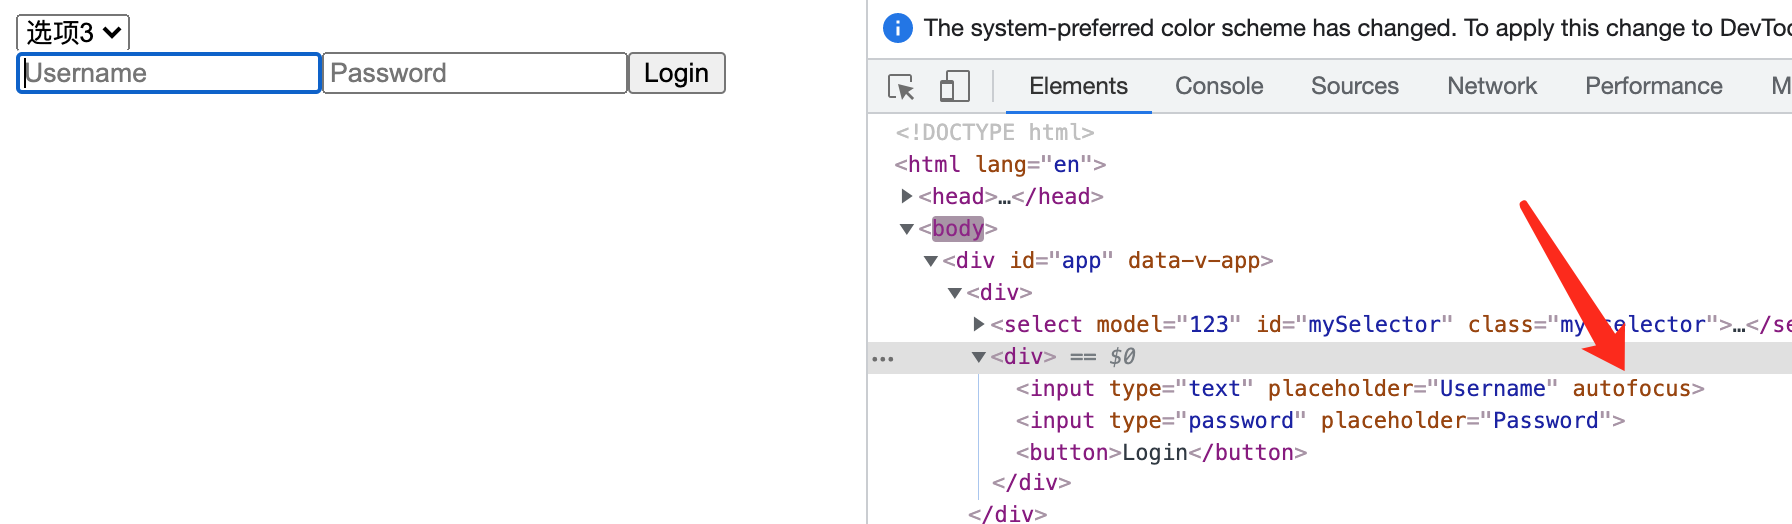 选项3
Username Password Login
The system-preferred color scheme has changed. To apply this change to DevToo
Elements Console Sources Network Performance M
<!DOCTYPE html>
<html lang="en">
<head>…</head>
<body>
<div id="app" data-v-app>
<div>
<select model="123" id="mySelector" class="my selector">…</se
… <div> == $0
<input type="text" placeholder="Username" autofocus>
<input type="password" placeholder="Password">
<button>Login</button>
</div>
</div>